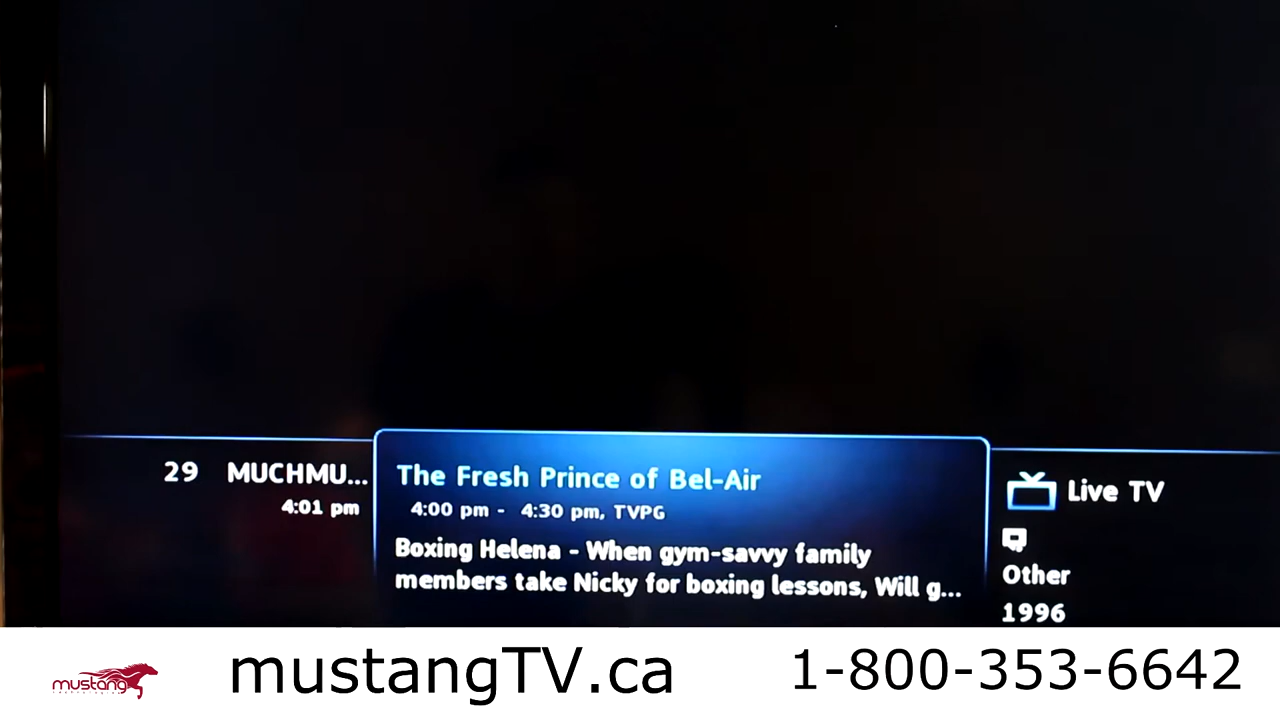 29 MUCHMU...
4:01 pm
The Fresh Prince of Bel-Air
4:00 pm - 4:30 pm, TVPG
Boxing Helena - When gym-savvy family
members take Nicky for boxing lessons, Will g...
Live TV
Other
1996
mustang
mustangTV.ca
1-800-353-6642